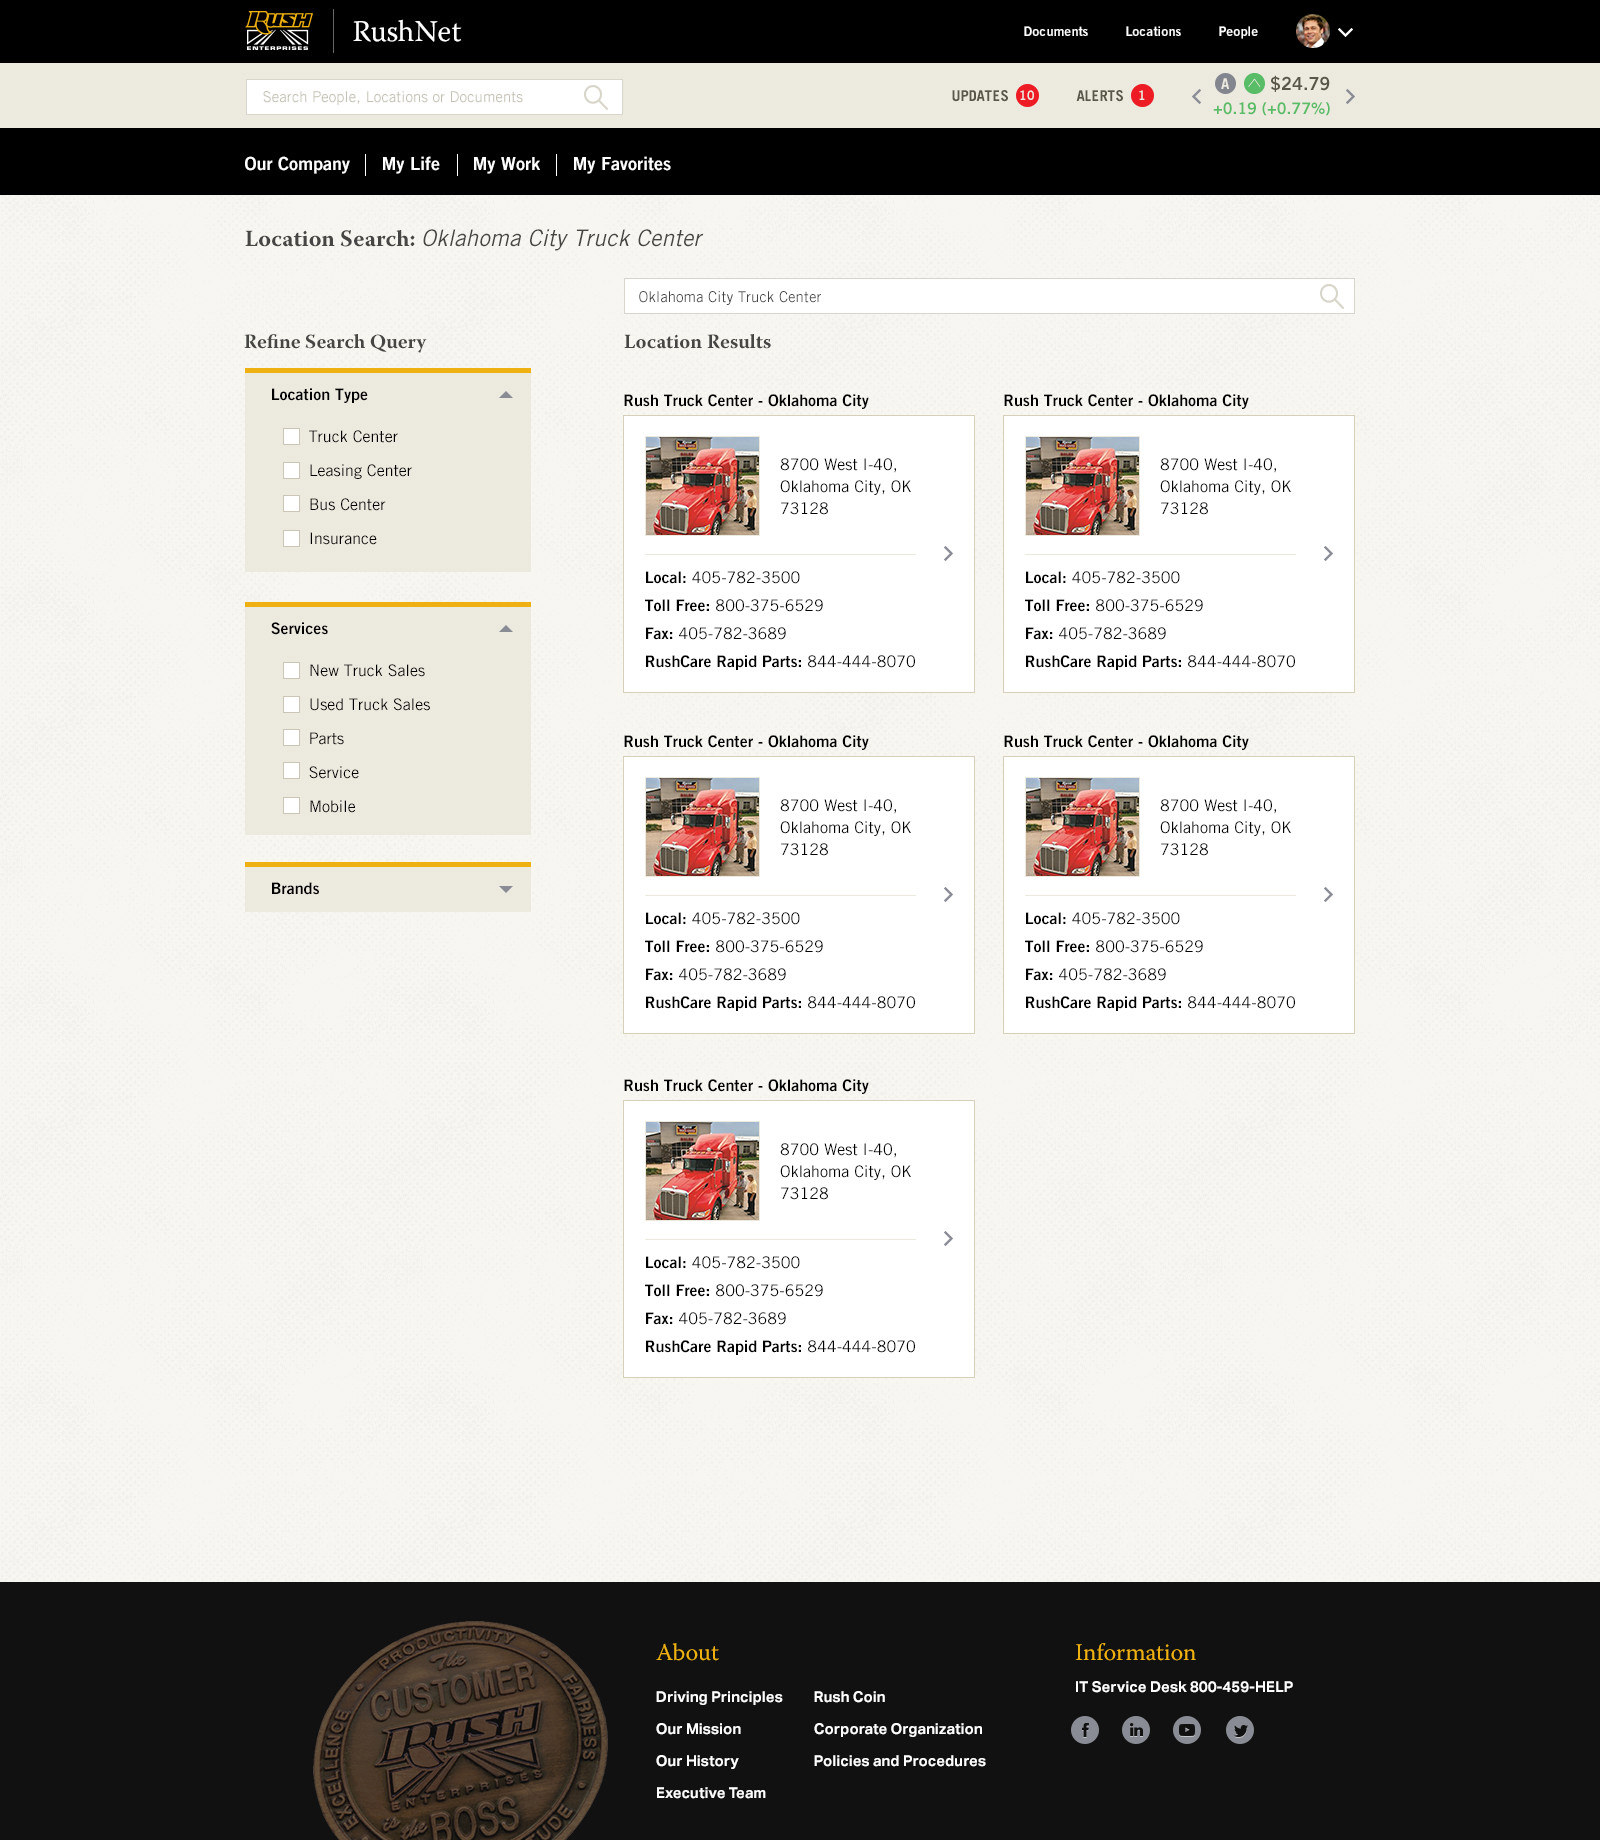 RUSH
ENTERPRISES
RushNet
Documents
Locations
People
Search People, Locations or Documents
UPDATES 10
ALERTS 1
A $24.79
+0.19 (+0.77%)
Our Company
My Life
My Work
My Favorites
Location Search: Oklahoma City Truck Center
Oklahoma City Truck Center
Refine Search Query
Location Type
Truck Center
Leasing Center
Bus Center
Insurance
Services
New Truck Sales
Used Truck Sales
Parts
Service
Mobile
Brands
Location Results
Rush Truck Center - Oklahoma City
8700 West I-40,
Oklahoma City, OK
73128
Local: 405-782-3500
Toll Free: 800-375-6529
Fax: 405-782-3689
RushCare Rapid Parts: 844-444-8070
Rush Truck Center - Oklahoma City
8700 West I-40,
Oklahoma City, OK
73128
Local: 405-782-3500
Toll Free: 800-375-6529
Fax: 405-782-3689
RushCare Rapid Parts: 844-444-8070
Rush Truck Center - Oklahoma City
8700 West I-40,
Oklahoma City, OK
73128
Local: 405-782-3500
Toll Free: 800-375-6529
Fax: 405-782-3689
RushCare Rapid Parts: 844-444-8070
Rush Truck Center - Oklahoma City
8700 West I-40,
Oklahoma City, OK
73128
Local: 405-782-3500
Toll Free: 800-375-6529
Fax: 405-782-3689
RushCare Rapid Parts: 844-444-8070
Rush Truck Center - Oklahoma City
8700 West I-40,
Oklahoma City, OK
73128
Local: 405-782-3500
Toll Free: 800-375-6529
Fax: 405-782-3689
RushCare Rapid Parts: 844-444-8070
EXCELLENCE
PRODUCTIVITY
FAIRNESS
The
CUSTOMER
RUSH
ENTERPRISES
is the
BOSS
About
Driving Principles
Our Mission
Our History
Executive Team
Rush Coin
Corporate Organization
Policies and Procedures
Information
IT Service Desk 800-459-HELP